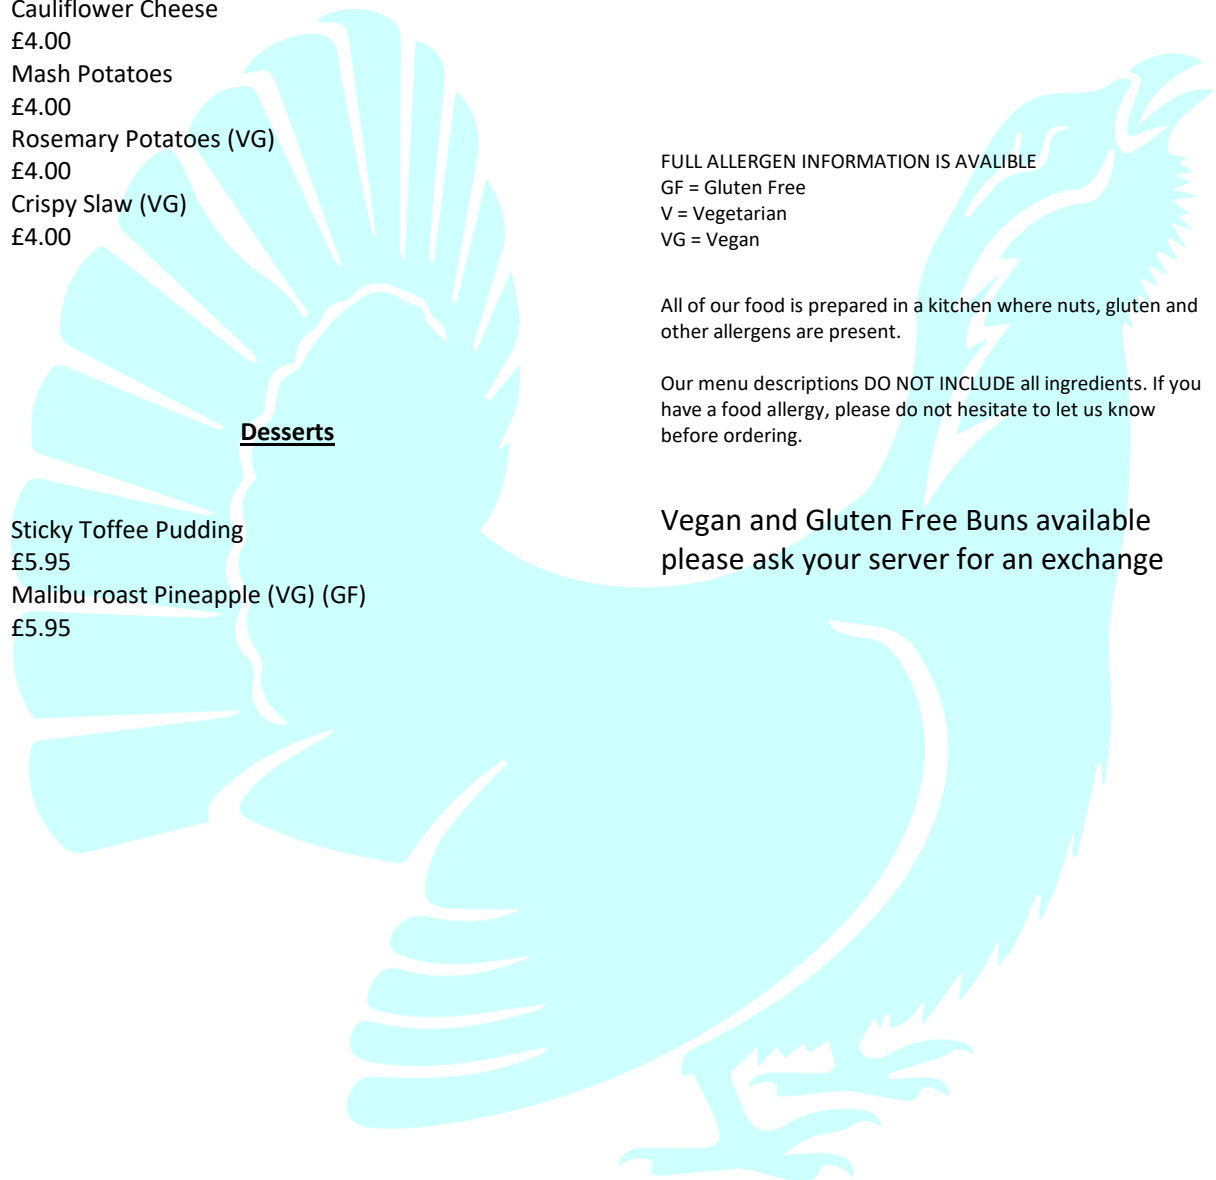 Cauliflower Cheese
£4.00
Mash Potatoes
£4.00
Rosemary Potatoes (VG)
£4.00
Crispy Slaw (VG)
£4.00
Desserts
Sticky Toffee Pudding
£5.95
Malibu roast Pineapple (VG) (GF)
£5.95
FULL ALLERGEN INFORMATION IS AVALIBLE
GF = Gluten Free
V = Vegetarian
VG = Vegan
All of our food is prepared in a kitchen where nuts, gluten and
other allergens are present.
Our menu descriptions DO NOT INCLUDE all ingredients. If you
have a food allergy, please do not hesitate to let us know
before ordering.
Vegan and Gluten Free Buns available
please ask your server for an exchange